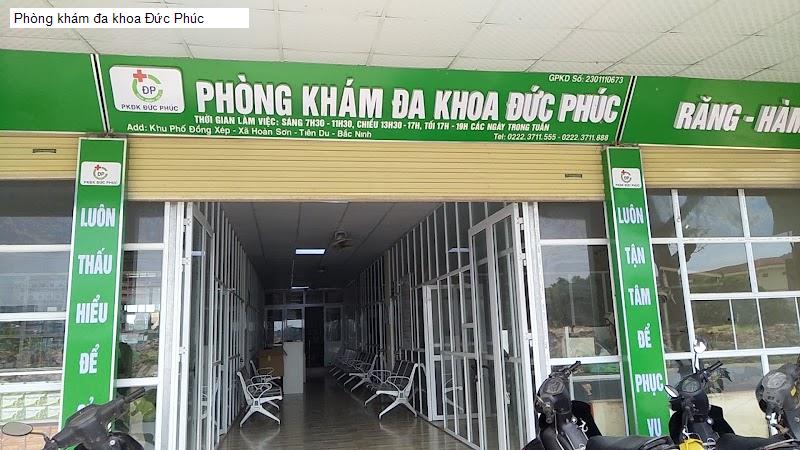 Phòng khám đa khoa Đức Phúc
GPKD Số: 2301110673
ĐP
PKĐK ĐỨC PHÚC
PHÒNG KHÁM ĐA KHOA ĐỨC PHÚC
THỜI GIAN LÀM VIỆC: SÁNG 7H30 - 11H30, CHIỀU 13H30 -17H, TỐI 17H - 19H CÁC NGÀY TRONG TUẦN
Add: Khu Phố Đồng Xép - Xã Hoàn Sơn - Tiên Du - Bắc Ninh
Tel: 0222.3711.555 - 0222.3711.888
RĂNG - HÀM
ĐP
PKĐK ĐỨC PHÚC
LUÔN
THẤU
HIỂU
ĐỂ
ĐP
PKĐK ĐỨC PHÚC
LUÔN
TẬN
TÂM
ĐỂ
PHỤC
VỤ